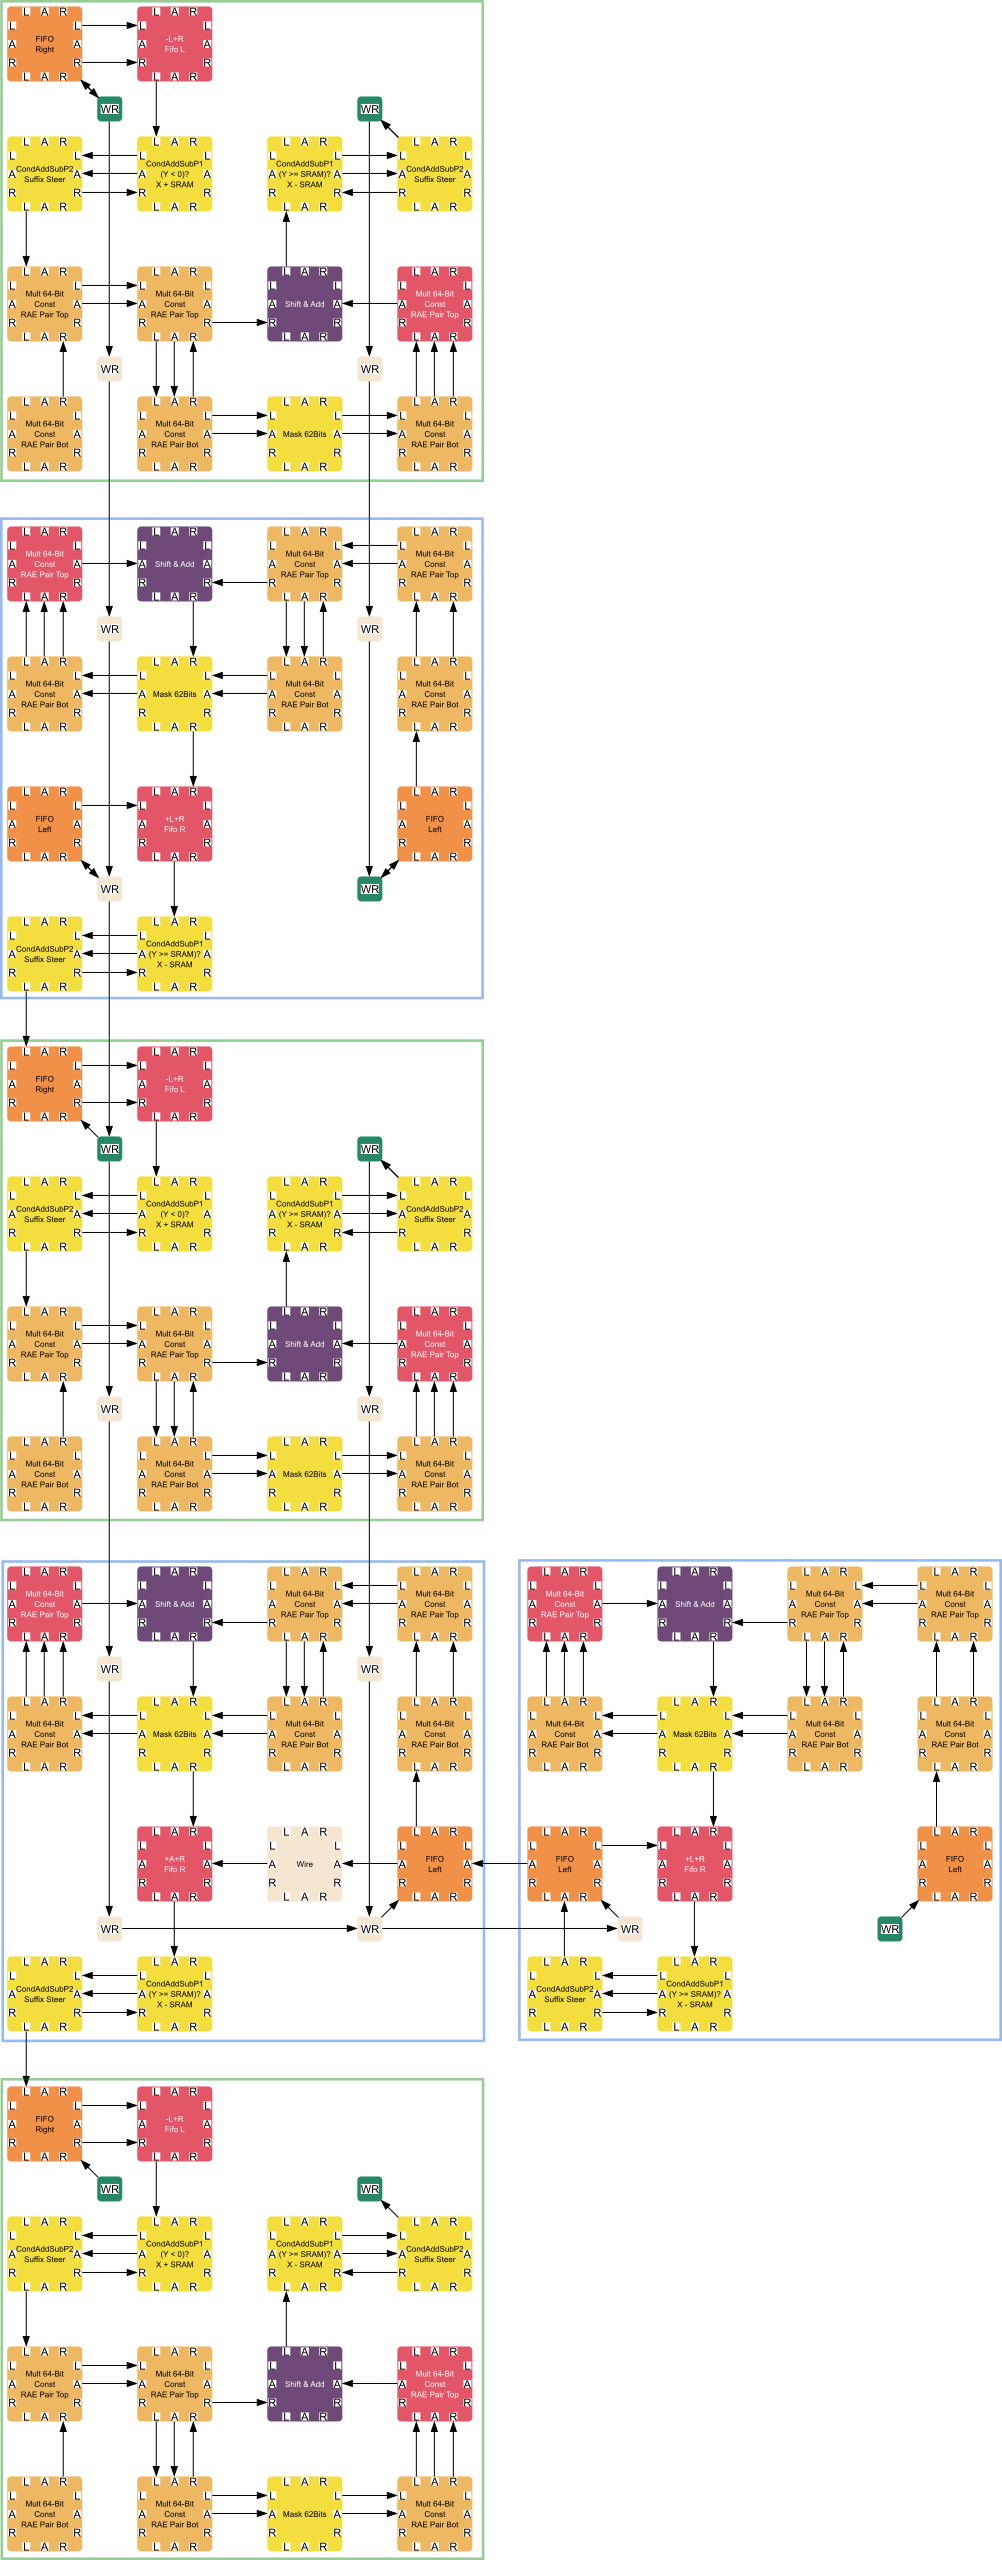 L A R L A R
L L L L
FIFO -L+R
A A A A
Right Fifo L
R R R R
L A R L A R
WR WR
L A R L A R L A R L A R
L L L L L L L L
CondAddSubP1 CondAddSubP1
CondAddSubP2 CondAddSubP2
A A A (Y < 0)? A A (Y >= SRAM)? A A A
Suffix Steer Suffix Steer
X + SRAM X - SRAM
R R R R R R R R
L A R L A R L A R L A R
L A R L A R L A R L A R
L L L L L L L L
Mult 64-Bit Mult 64-Bit Mult 64-Bit
A Const A A Const A A Shift & Add A A Const A
RAE Pair Top RAE Pair Top RAE Pair Top
R R R R R R R R
L A R L A R L A R L A R
WR WR
L A R L A R L A R L A R
L L L L L L L L
Mult 64-Bit Mult 64-Bit Mult 64-Bit
A Const A A Const A A Mask 62Bits A A Const A
RAE Pair Bot RAE Pair Bot RAE Pair Bot
R R R R R R R R
L A R L A R L A R L A R
L A R L A R L A R L A R
L L L L L L L L
Mult 64-Bit Mult 64-Bit Mult 64-Bit
A Const A A Shift & Add A A Const A A Const A
RAE Pair Top RAE Pair Top RAE Pair Top
R R R R R R R R
L A R L A R L A R L A R
WR WR
L A R L A R L A R L A R
L L L L L L L L
Mult 64-Bit Mult 64-Bit Mult 64-Bit
A Const A A Mask 62Bits A A Const A A Const A
RAE Pair Bot RAE Pair Bot RAE Pair Bot
R R R R R R R R
L A R L A R L A R L A R
L A R L A R L A R
L L L L L L
FIFO +L+R FIFO
A A A A A A
Left Fifo R Left
R R R R R R
L A R L A R L A R
WR WR
L A R L A R
L L L L
CondAddSubP1
CondAddSubP2
A A A (Y >= SRAM)? A
Suffix Steer
X - SRAM
R R R R
L A R L A R
L A R L A R
L L L L
FIFO -L+R
A A A A
Right Fifo L
R R R R
L A R L A R
WR WR
L A R L A R L A R L A R
L L L L L L L L
CondAddSubP1 CondAddSubP1
CondAddSubP2 CondAddSubP2
A A A (Y < 0)? A A (Y >= SRAM)? A A A
Suffix Steer Suffix Steer
X + SRAM X - SRAM
R R R R R R R R
L A R L A R L A R L A R
L A R L A R L A R L A R
L L L L L L L L
Mult 64-Bit Mult 64-Bit Mult 64-Bit
A Const A A Const A A Shift & Add A A Const A
RAE Pair Top RAE Pair Top RAE Pair Top
R R R R R R R R
L A R L A R L A R L A R
WR WR
L A R L A R L A R L A R
L L L L L L L L
Mult 64-Bit Mult 64-Bit Mult 64-Bit
A Const A A Const A A Mask 62Bits A A Const A
RAE Pair Bot RAE Pair Bot RAE Pair Bot
R R R R R R R R
L A R L A R L A R L A R
L A R L A R L A R L A R L A R L A R L A R L A R
L L L L L L L L L L L L L L L L
Mult 64-Bit Mult 64-Bit Mult 64-Bit Mult 64-Bit Mult 64-Bit Mult 64-Bit
A Const A A Shift & Add A A Const A A Const A A Const A A Shift & Add A A Const A A Const A
RAE Pair Top RAE Pair Top RAE Pair Top RAE Pair Top RAE Pair Top RAE Pair Top
R R R R R R R R R R R R R R R R
L A R L A R L A R L A R L A R L A R L A R L A R
WR WR
L A R L A R L A R L A R L A R L A R L A R L A R
L L L L L L L L L L L L L L L L
Mult 64-Bit Mult 64-Bit Mult 64-Bit Mult 64-Bit Mult 64-Bit Mult 64-Bit
A Const A A Mask 62Bits A A Const A A Const A A Const A A Mask 62Bits A A Const A A Const A
RAE Pair Bot RAE Pair Bot RAE Pair Bot RAE Pair Bot RAE Pair Bot RAE Pair Bot
R R R R R R R R R R R R R R R R
L A R L A R L A R L A R L A R L A R L A R L A R
L A R L A R L A R L A R L A R L A R
L L L L L L L L L L L L
+A+R FIFO FIFO +L+R FIFO
A A A Wire A A A A A A A A A
Fifo R Left Left Fifo R Left
R R R R R R R R R R R R
L A R L A R L A R L A R L A R L A R
WR WR WR WR
L A R L A R L A R L A R
L L L L L L L L
CondAddSubP1 CondAddSubP1
CondAddSubP2 CondAddSubP2
A A A (Y >= SRAM)? A A A A (Y >= SRAM)? A
Suffix Steer Suffix Steer
X - SRAM X - SRAM
R R R R R R R R
L A R L A R L A R L A R
L A R L A R
L L L L
FIFO -L+R
A A A A
Right Fifo L
R R R R
L A R L A R
WR WR
L A R L A R L A R L A R
L L L L L L L L
CondAddSubP1 CondAddSubP1
CondAddSubP2 CondAddSubP2
A A A (Y < 0)? A A (Y >= SRAM)? A A A
Suffix Steer Suffix Steer
X + SRAM X - SRAM
R R R R R R R R
L A R L A R L A R L A R
L A R L A R L A R L A R
L L L L L L L L
Mult 64-Bit Mult 64-Bit Mult 64-Bit
A Const A A Const A A Shift & Add A A Const A
RAE Pair Top RAE Pair Top RAE Pair Top
R R R R R R R R
L A R L A R L A R L A R
L A R L A R L A R L A R
L L L L L L L L
Mult 64-Bit Mult 64-Bit Mult 64-Bit
A Const A A Const A A Mask 62Bits A A Const A
RAE Pair Bot RAE Pair Bot RAE Pair Bot
R R R R R R R R
L A R L A R L A R L A R